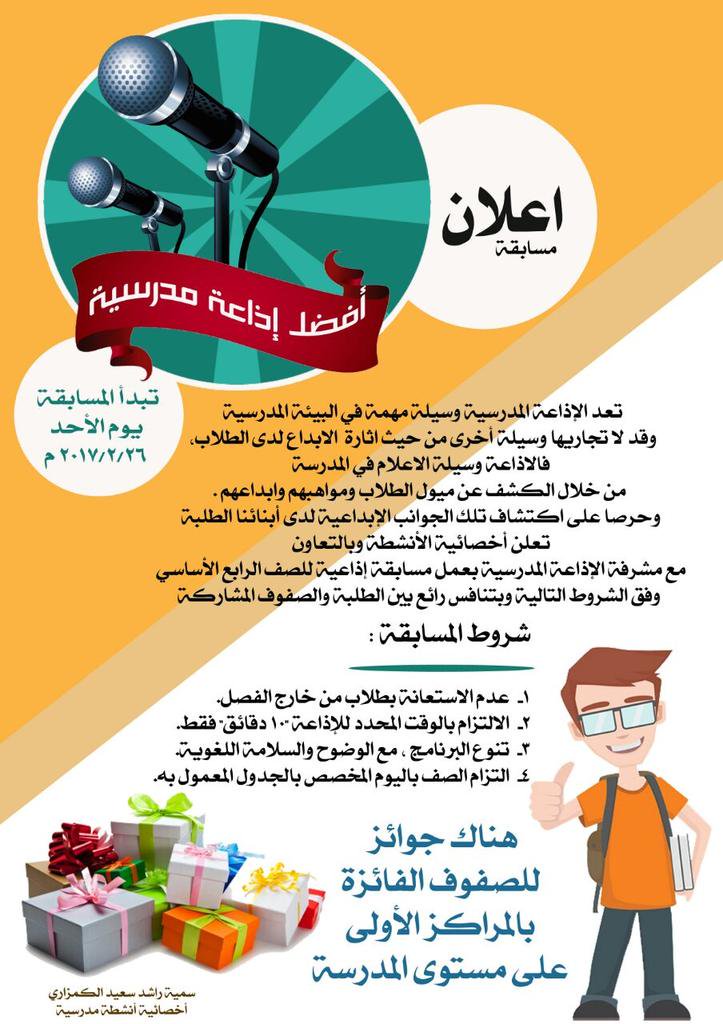 اعلان
مسابقة
أفضل إذاعة مدرسية
تبدأ المسابقة
يوم الأحد
٢٠١٧/٢/٢٦ م
تعد الإذاعة المدرسية وسيلة مهمة في البيئة المدرسية
وقد لا تجاريها وسيلة أخرى من حيث اثارة الابداع لدى الطلاب،
فالاذاعة وسيلة الاعلام في المدرسة
من خلال الكشف عن ميول الطلاب ومواهبهم وابداعهم .
وحرصا على اكتشاف تلك الجوانب الإبداعية لدى أبنائنا الطلبة
تعلن أخصائية الأنشطة وبالتعاون
مع مشرفة الإذاعة المدرسية بعمل مسابقة إذاعية للصف الرابع الأساسي
وفق الشروط التالية وبتنافس رائع بين الطلبة والصفوف المشاركة
شروط المسابقة :
١ـ عدم الاستعانة بطلاب من خارج الفصل.
٢ـ الالتزام بالوقت المحدد للإذاعة "١٠ دقائق" فقط.
٣ـ تنوع البرنامج ، مع الوضوح والسلامة اللغوية.
٤ـ التزام الصف باليوم المخصص بالجدول المعمول به.
هناك جوائز
للصفوف الفائزة
بالمراكز الأولى
على مستوى المدرسة
سمية راشد سعيد الكمزاري
أخصائية أنشطة مدرسية